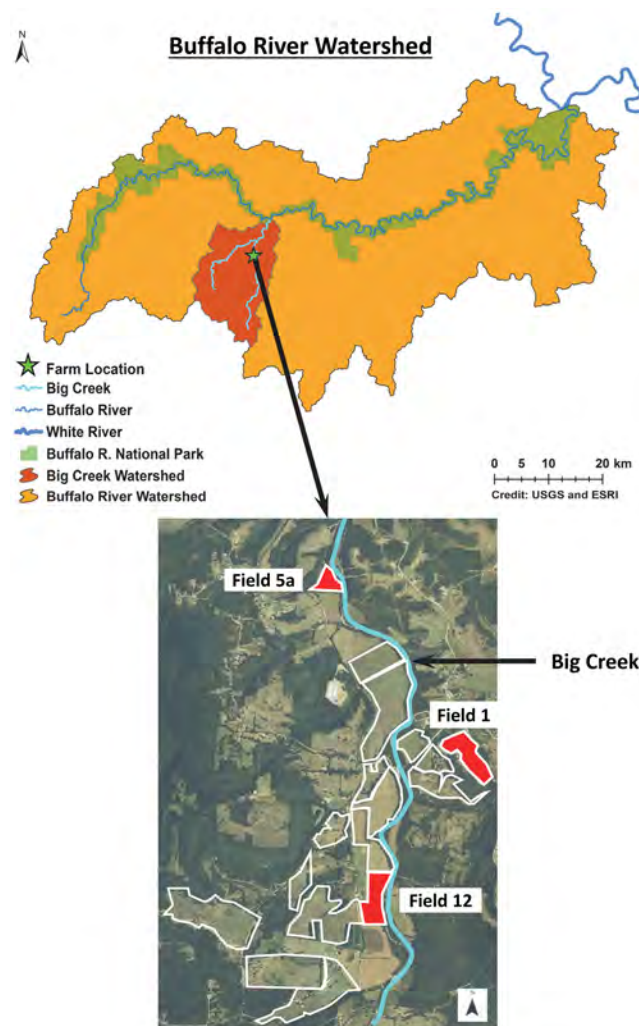 N
Buffalo River Watershed
Farm Location
Big Creek
Buffalo River
White River
Buffalo R. National Park
Big Creek Watershed
Buffalo River Watershed
0 5 10 20 km
Credit: USGS and ESRI
Field 5a
Big Creek
Field 1
Field 12
N